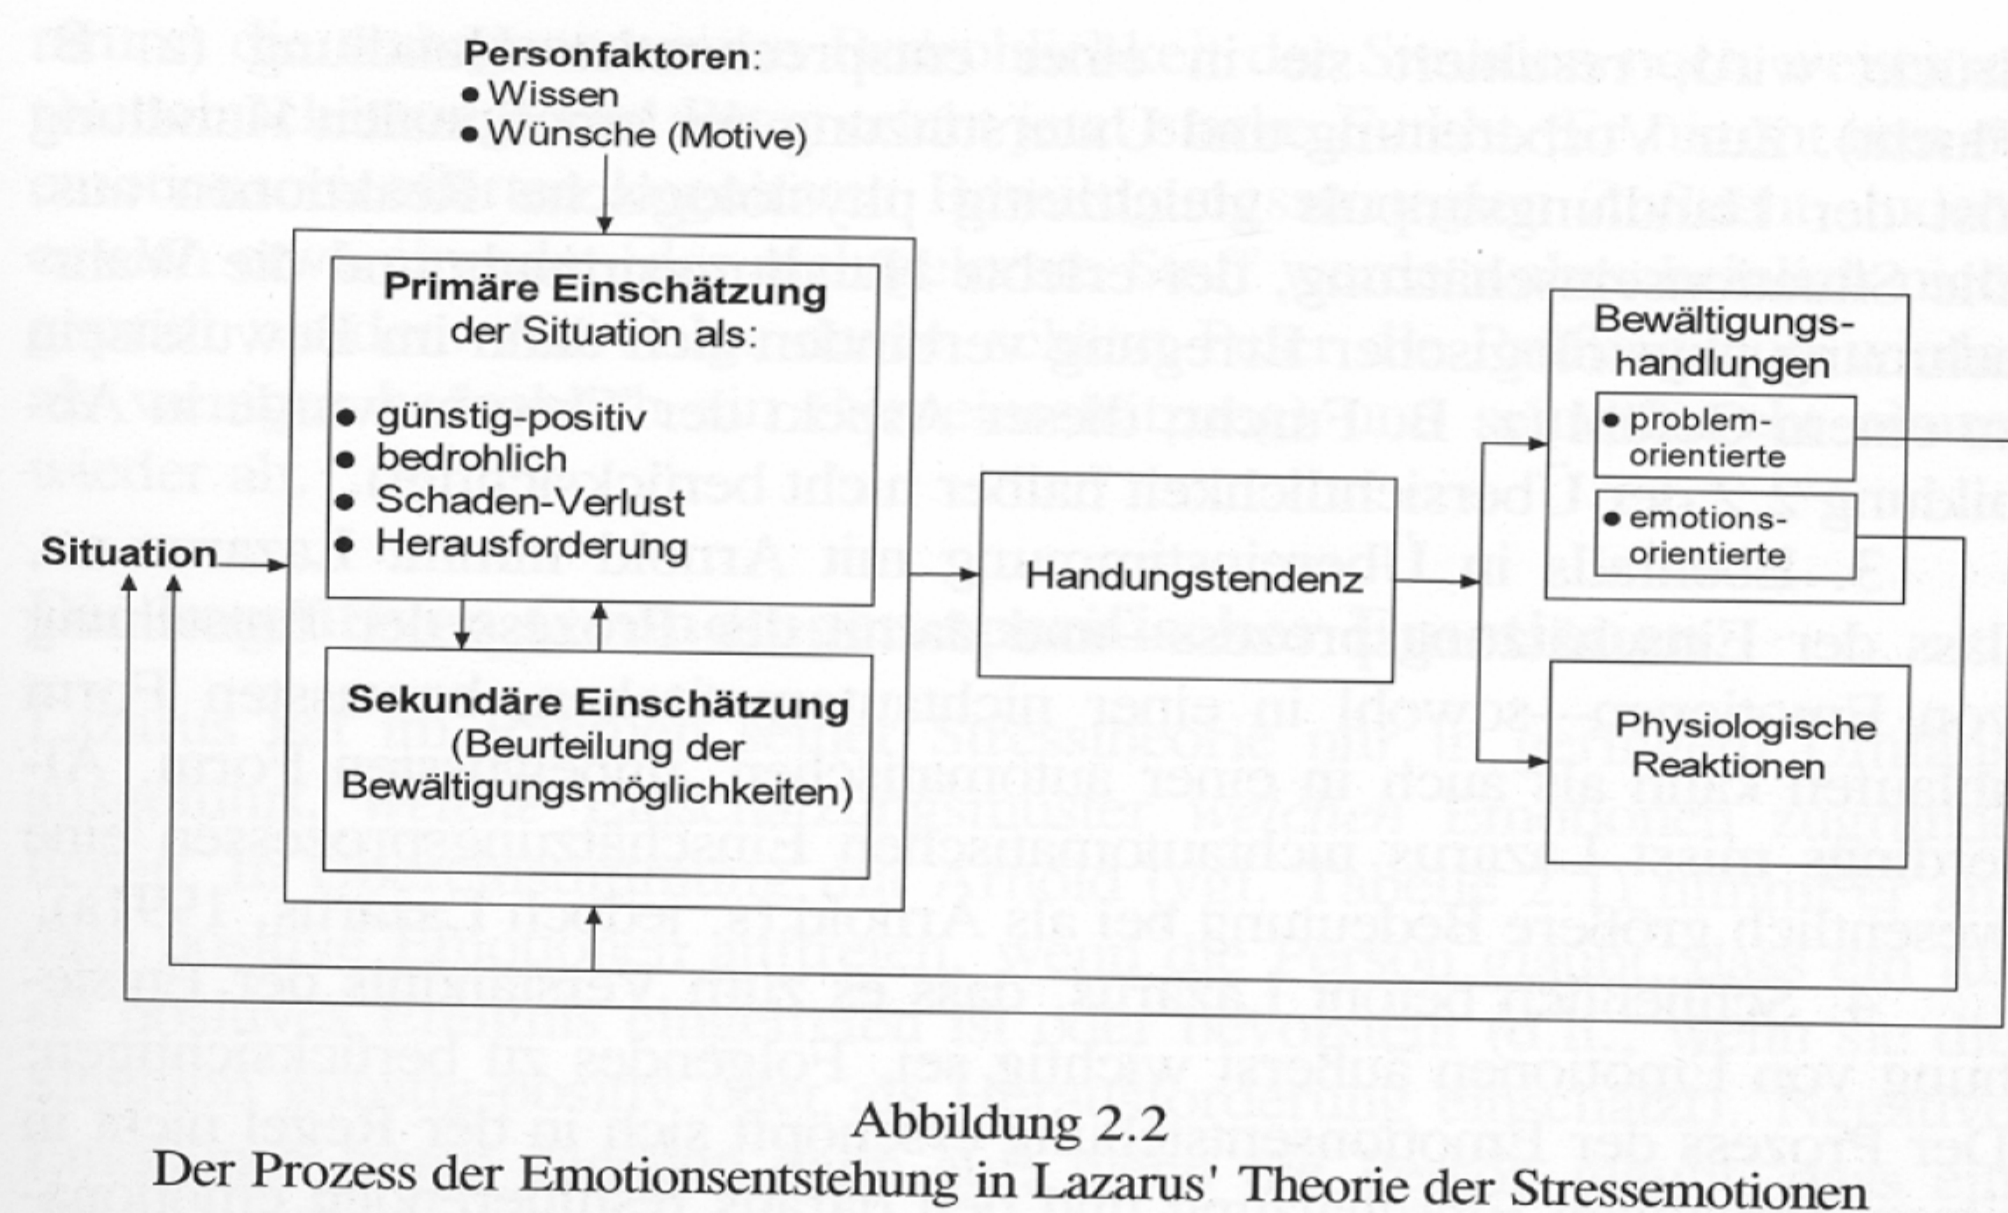 Personfaktoren:
• Wissen
• Wünsche (Motive)
Primäre Einschätzung
der Situation als:
• günstig-positiv
• bedrohlich
• Schaden-Verlust
• Herausforderung
Situation
Sekundäre Einschätzung
(Beurteilung der
Bewältigungsmöglichkeiten)
Handungstendenz
Bewältigungs-
handlungen
• problem-
orientierte
• emotions-
orientierte
Physiologische
Reaktionen
Abbildung 2.2
Der Prozess der Emotionsentstehung in Lazarus' Theorie der Stressemotionen